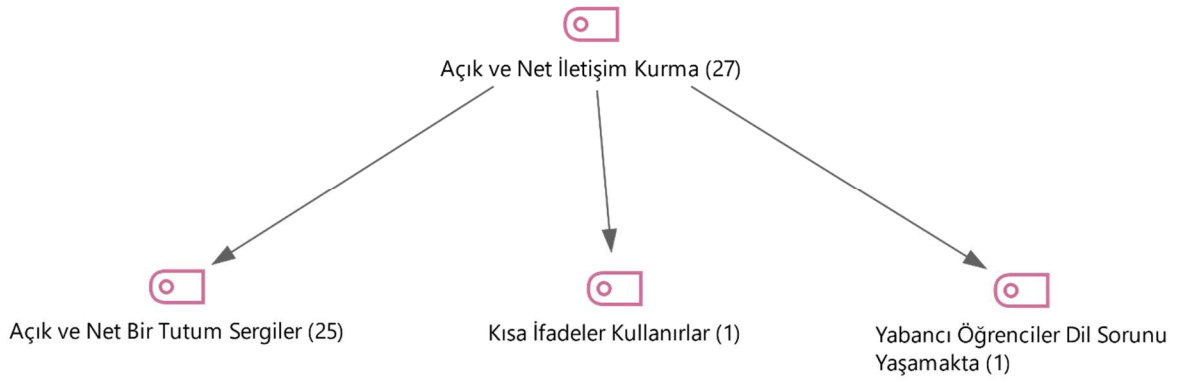 Açık ve Net İletişim Kurma (27)
Açık ve Net Bir Tutum Sergiler (25)
Kısa İfadeler Kullanırlar (1)
Yabancı Öğrenciler Dil Sorunu
Yaşamakta (1)